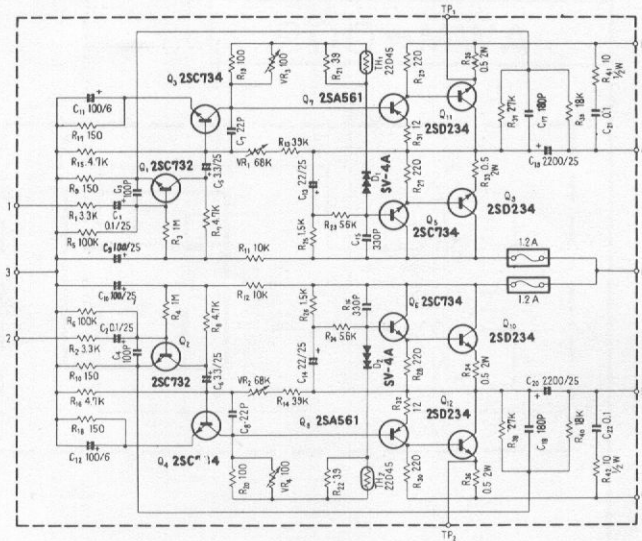 TP₁
Q₃ 2SC734
R₁₉ 100
VR₃ 100
R₂₁ 39
TH₁ 22D45
R₂₉ 220
R₃₅ 0.5 2W
C₁₁ 100/6
R₁₇ 150
C₇ 22P
Q₇ 2SA561
Q₁₁ 2SD234
R₃₁ 12
R₃₇ 27K
C₁₇ 180P
R₃₉ 18K
R₄₁ 10 ½W
C₂₁ 0.1
R₁₅ 4.7K
R₁₃ 39K
VR₁ 68K
C₁₉ 2200/25
Q₁ 2SC732
R₉ 150
C₃ 100P
C₅ 3.3/25
C₁₃ 22/25
D₁ SV-4A
R₂₇ 220
R₃₃ 0.5 2W
Q₉ 2SD234
1
R₁ 3.3K
C₁ 0.1/25
R₃ 1M
R₇ 4.7K
R₂₃ 5.6K
Q₅ 2SC734
R₅ 100K
R₂₅ 1.5K
C₁₅ 330P
C₉ 100/25
R₁₁ 10K
1.2 A
3
C₁₀ 100/25
R₁₂ 10K
1.2 A
R₆ 100K
R₄ 1M
R₈ 4.7K
R₂₆ 1.5K
R₁₆ 330P
Q₆ 2SC734
Q₁₀ 2SD234
C₂ 0.1/25
2
R₂ 3.3K
C₄ 100P
Q₂ 2SC732
R₂₄ 5.6K
D₂ SV-4A
R₂₈ 220
R₃₄ 0.5 2W
R₁₀ 150
C₆ 3.3/25
C₁₄ 22/25
VR₂ 68K
R₁₄ 39K
C₂₀ 2200/25
R₁₆ 4.7K
C₈ 22P
Q₈ 2SA561
R₃₂ 12
Q₁₂ 2SD234
R₃₈ 27K
C₁₈ 180P
R₄₀ 18K
C₂₂ 0.1
R₁₈ 150
C₁₂ 100/6
Q₄
R₂₀ 100
VR₄ 100
R₂₂ 39
TH₂ 22D45
R₃₀ 220
R₃₆ 0.5 2W
R₄₂ 10 ½W
TP₂